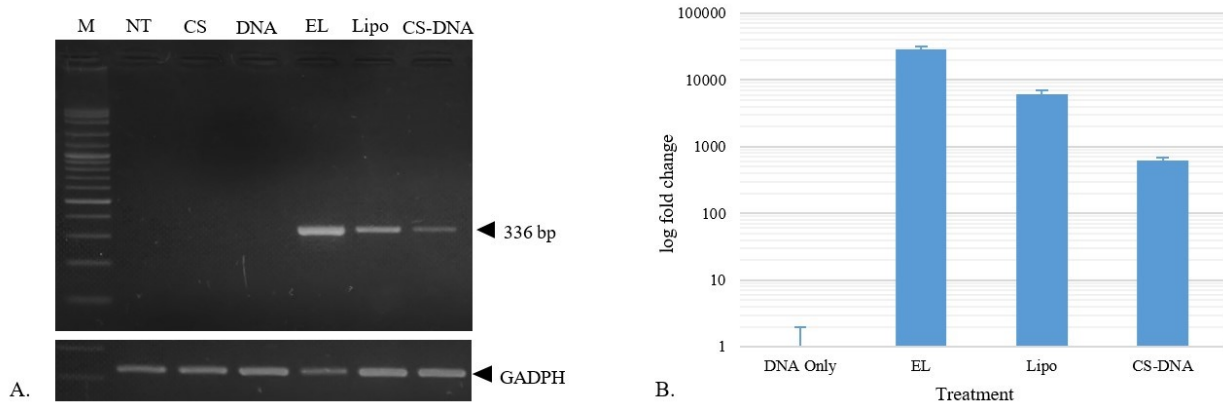 M NT CS DNA EL Lipo CS-DNA
336 bp
GADPH
A.
100000
10000
1000
100
10
1
log fold change
DNA Only EL Lipo CS-DNA
Treatment
B.